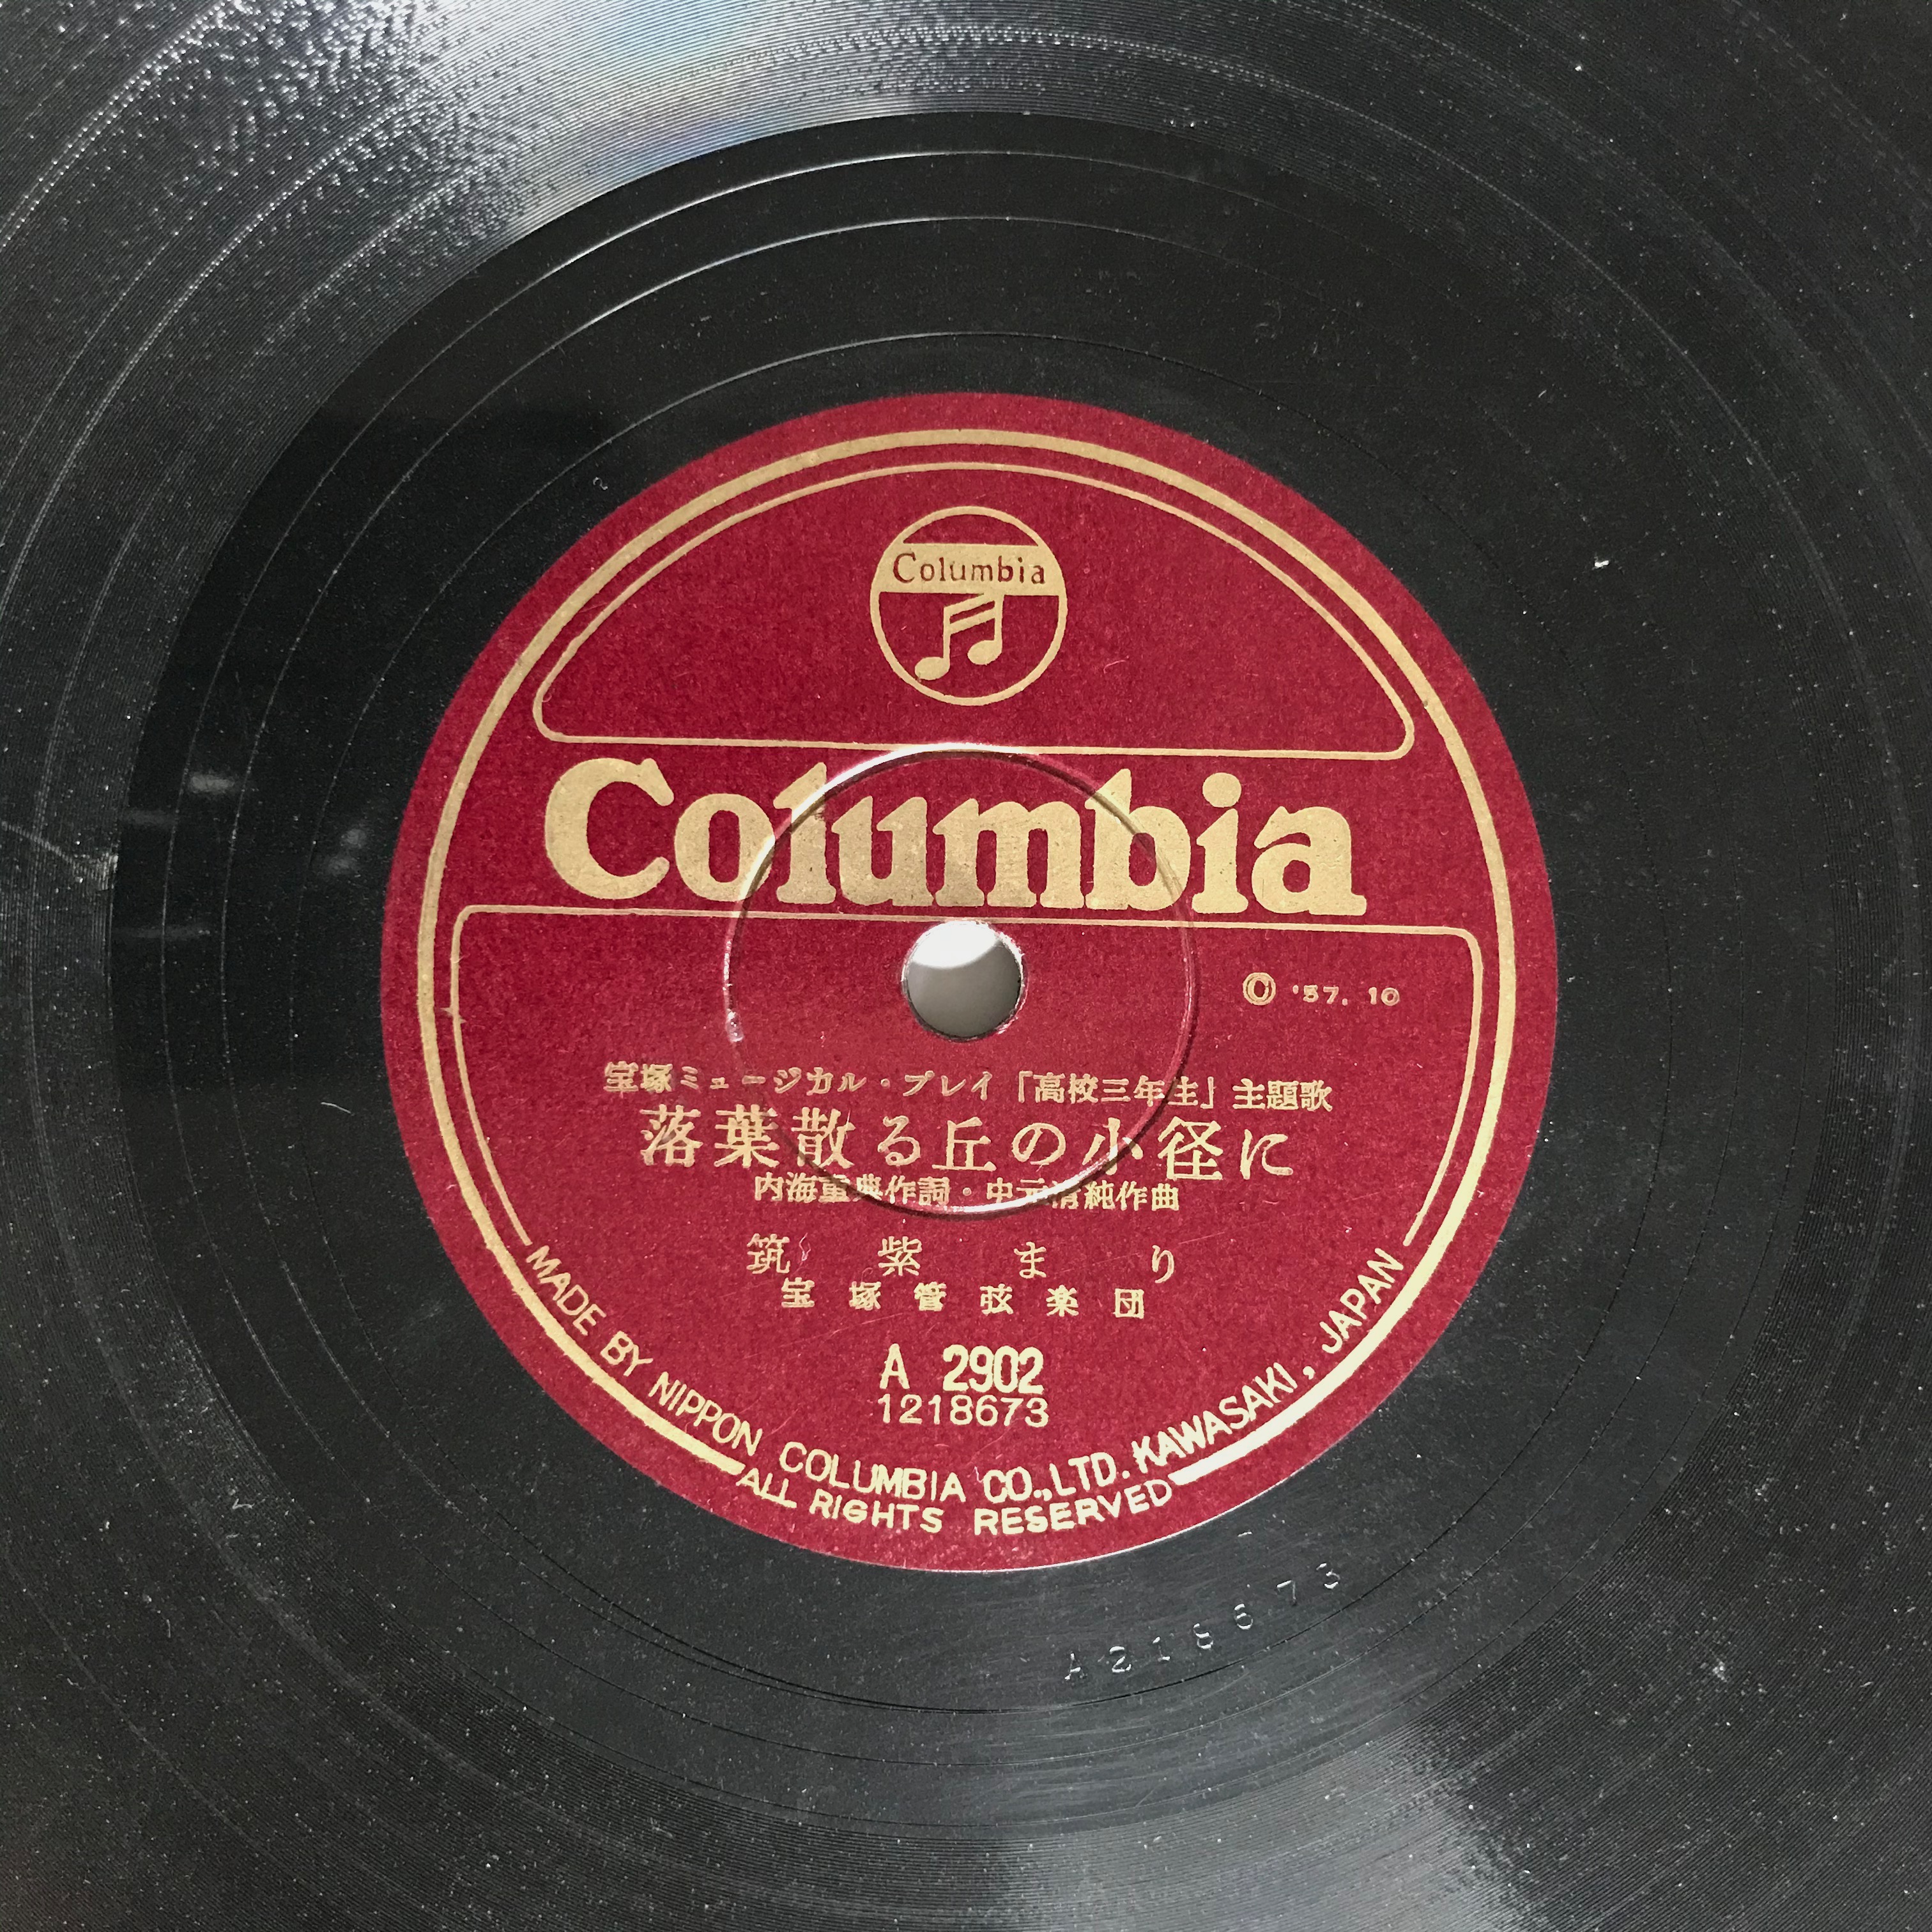 Columbia
Columbia
◎ '57. 10
宝塚ミュージカル・プレイ「高校三年生」主題歌
落葉散る丘の小径に
内海重典作詞・中元清純作曲
筑紫まり
宝塚管弦楽団
A 2902
1218673
MADE BY NIPPON COLUMBIA CO., LTD. KAWASAKI, JAPAN
ALL RIGHTS RESERVED
A218673